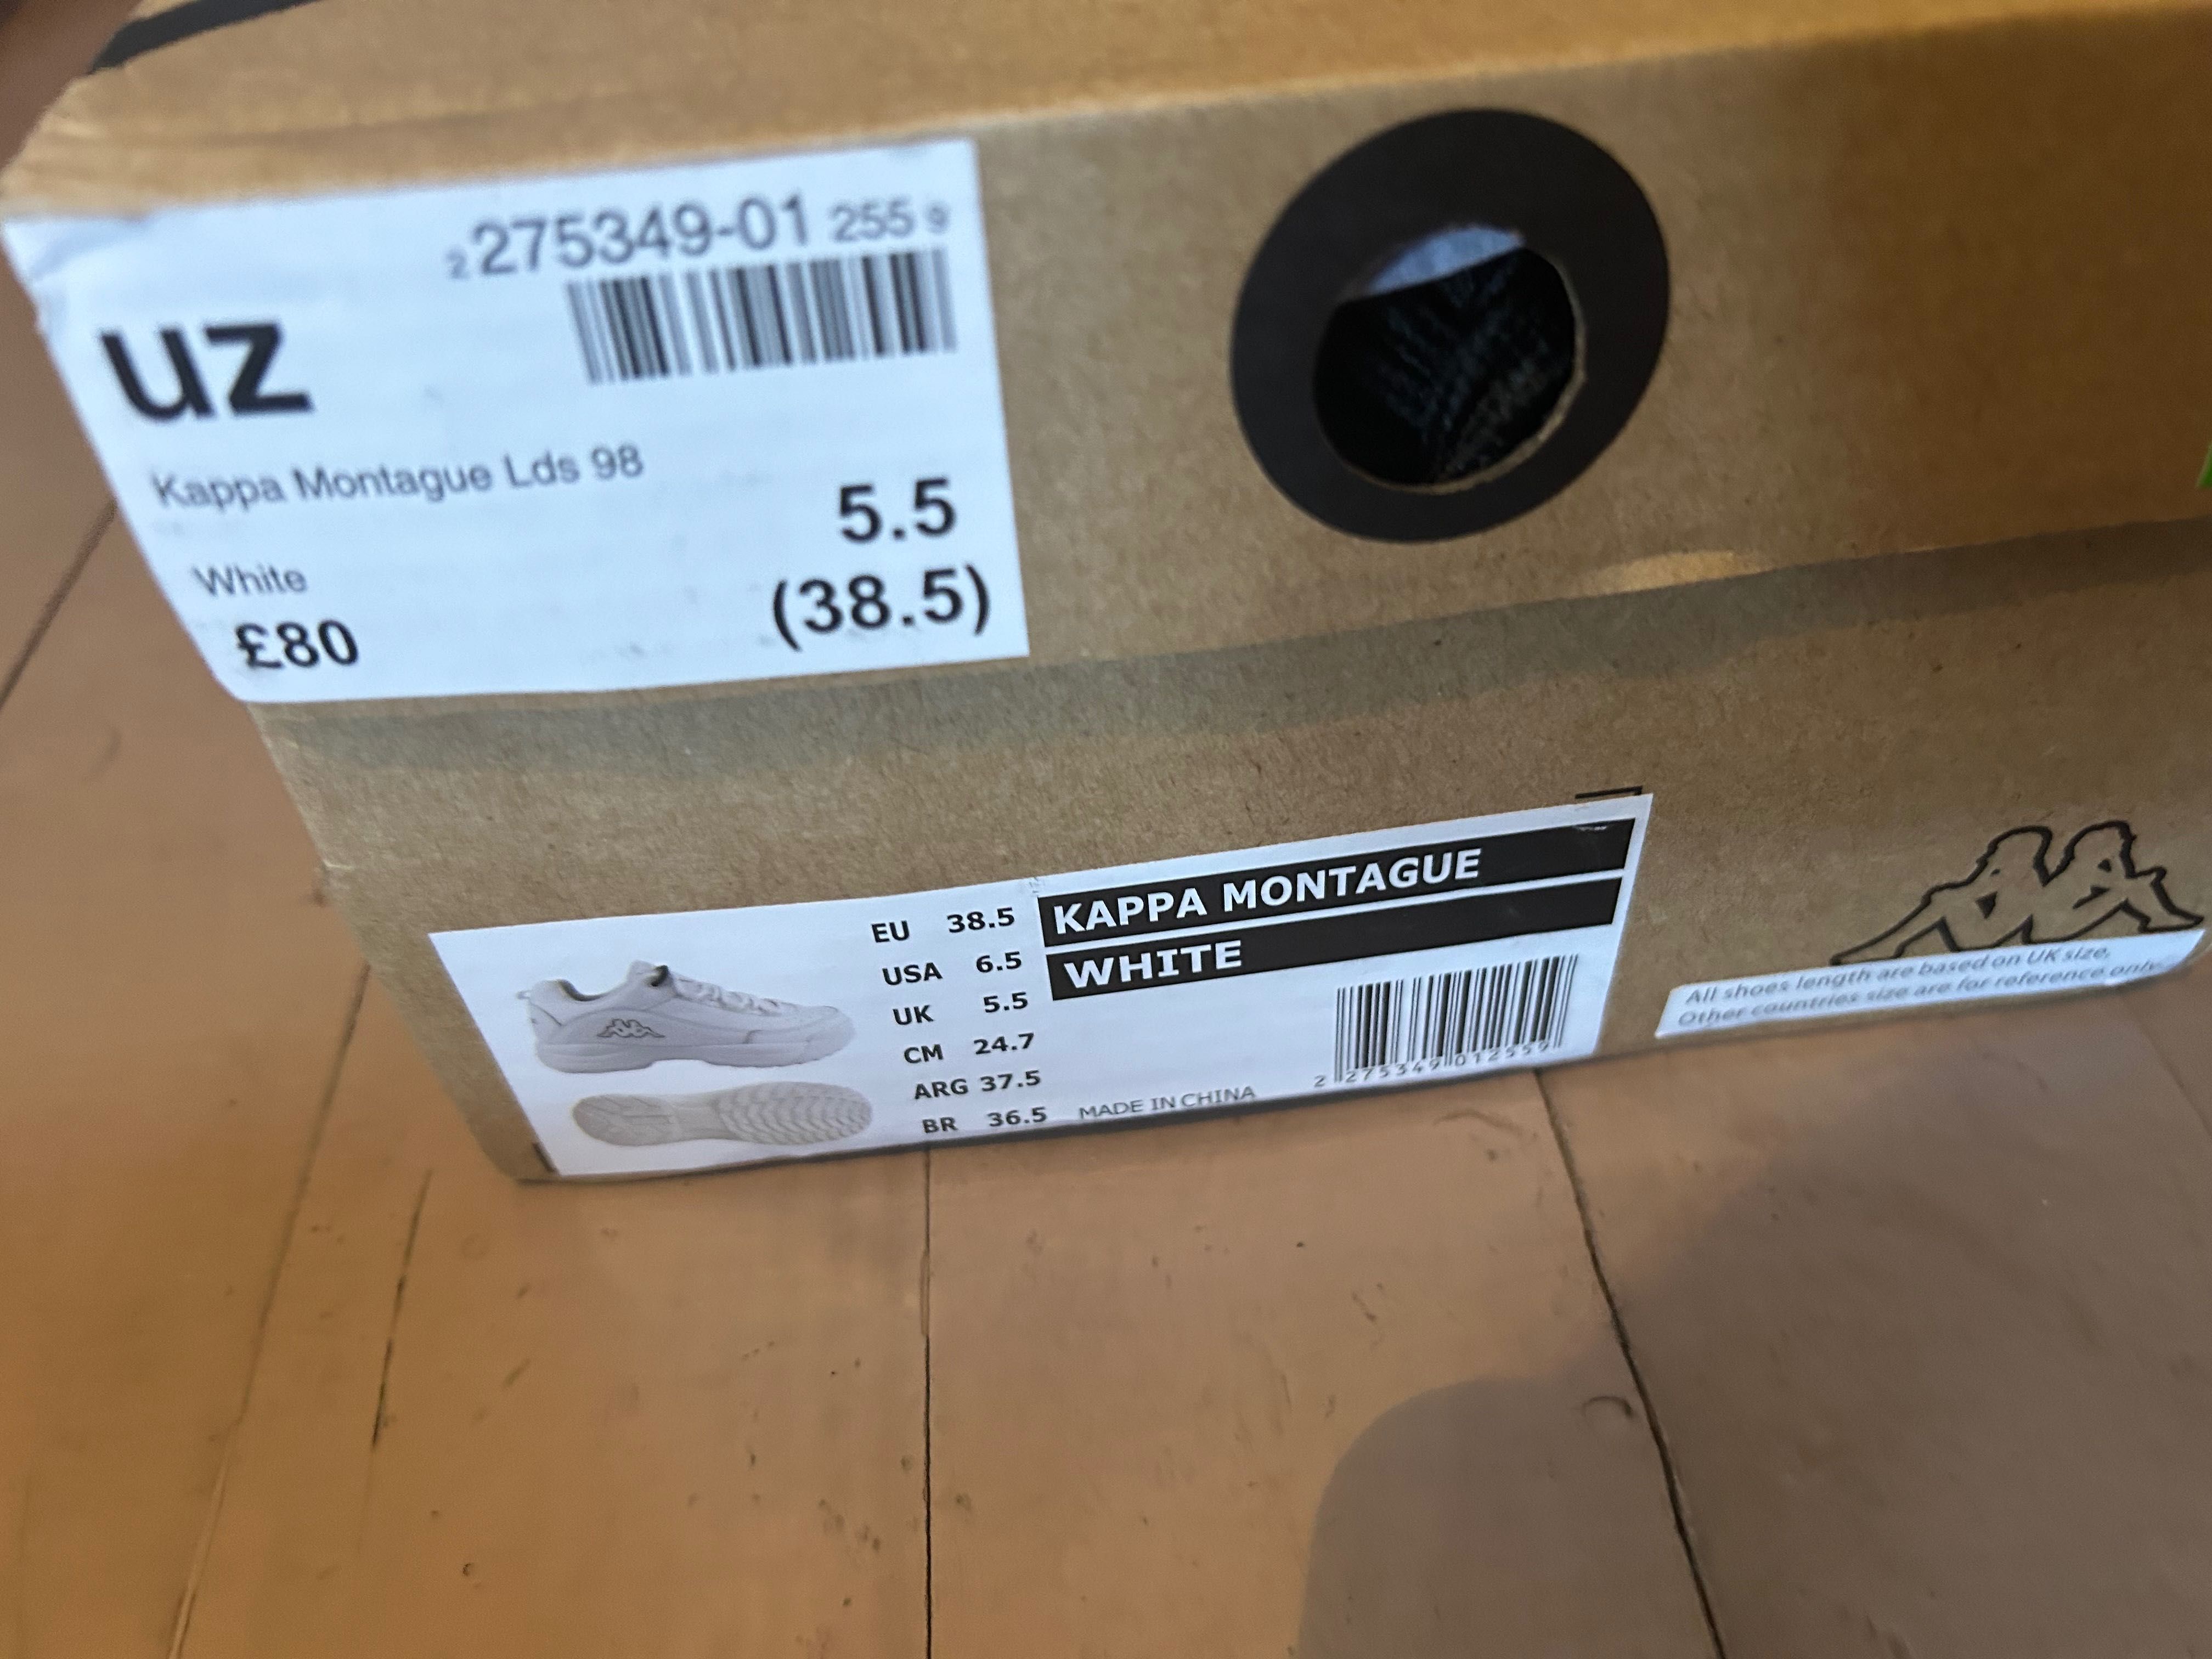 2 275349-01 255 9
uz
Kappa Montague Lds 98
5.5
White
(38.5)
£80
KAPPA MONTAGUE
WHITE
EU 38.5
USA 6.5
UK 5.5
CM 24.7
ARG 37.5
BR 36.5
MADE IN CHINA
2 275349 012559
All shoes length are based on UK size,
Other countries size are for reference only.